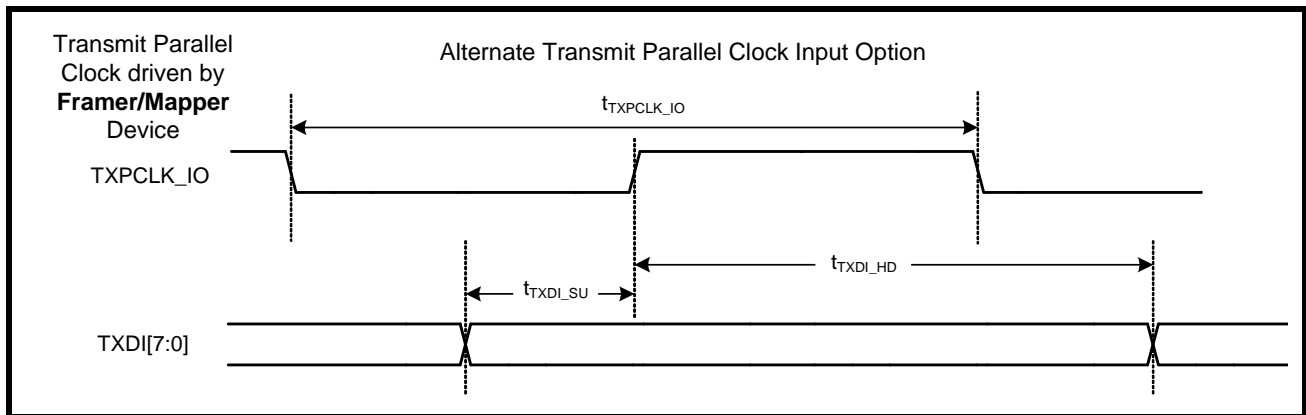 Transmit Parallel
Clock driven by
Framer/Mapper
Device
Alternate Transmit Parallel Clock Input Option
tTXPCLK_IO
TXPCLK_IO
tTXDI_HD
tTXDI_SU
TXDI[7:0]